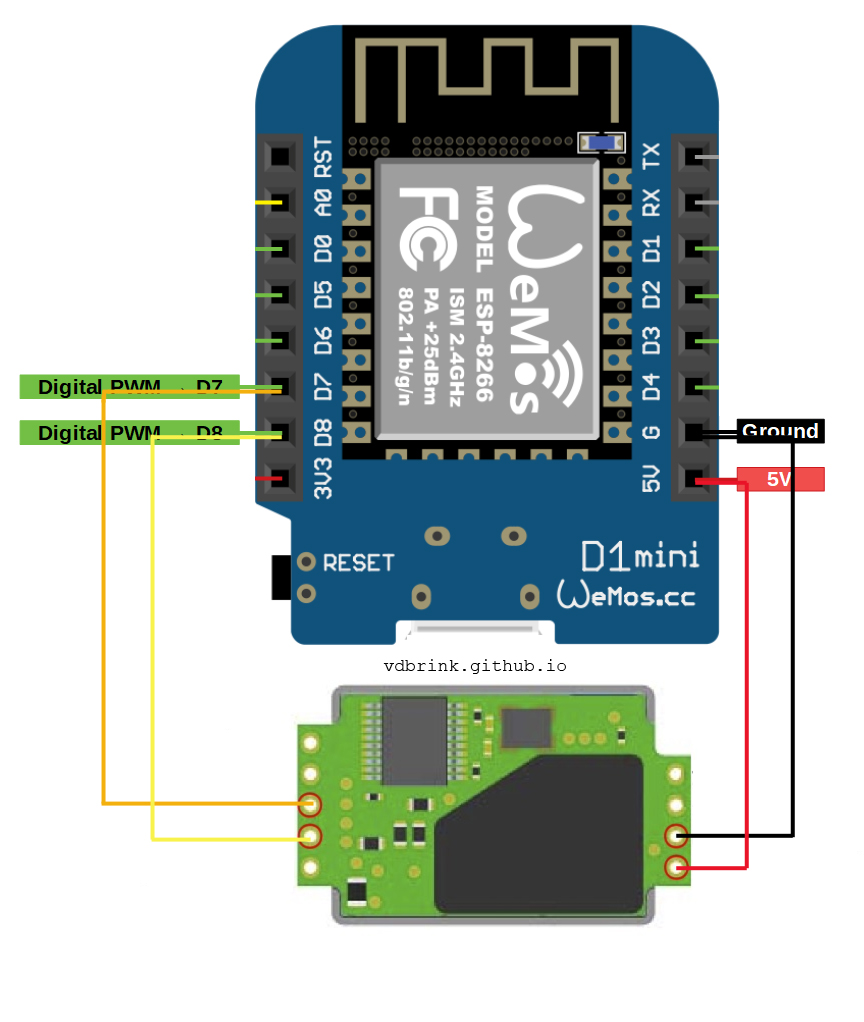 RST
A0
D0
D5
D6
D7
D8
3V3
TX
RX
D1
D2
D3
D4
G
5V
FC
WeMos
MODEL ESP-8266
ISM 2.4GHz
PA +25dBm
802.11b/g/n
Digital PWM D7
Digital PWM D8
Ground
5V
RESET
D1 mini
WeMos.cc
vdbrink.github.io